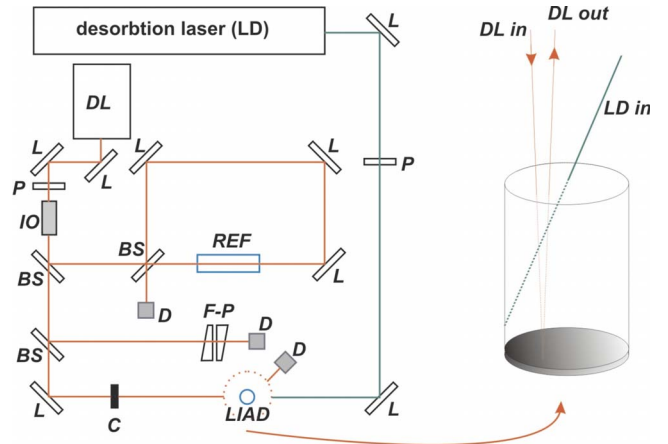 desorbtion laser (LD)
L
DL in
DL out
DL
LD in
L
L
L
L
P
P
IO
BS
BS
REF
L
D
F-P
D
BS
D
L
C
LIAD
L